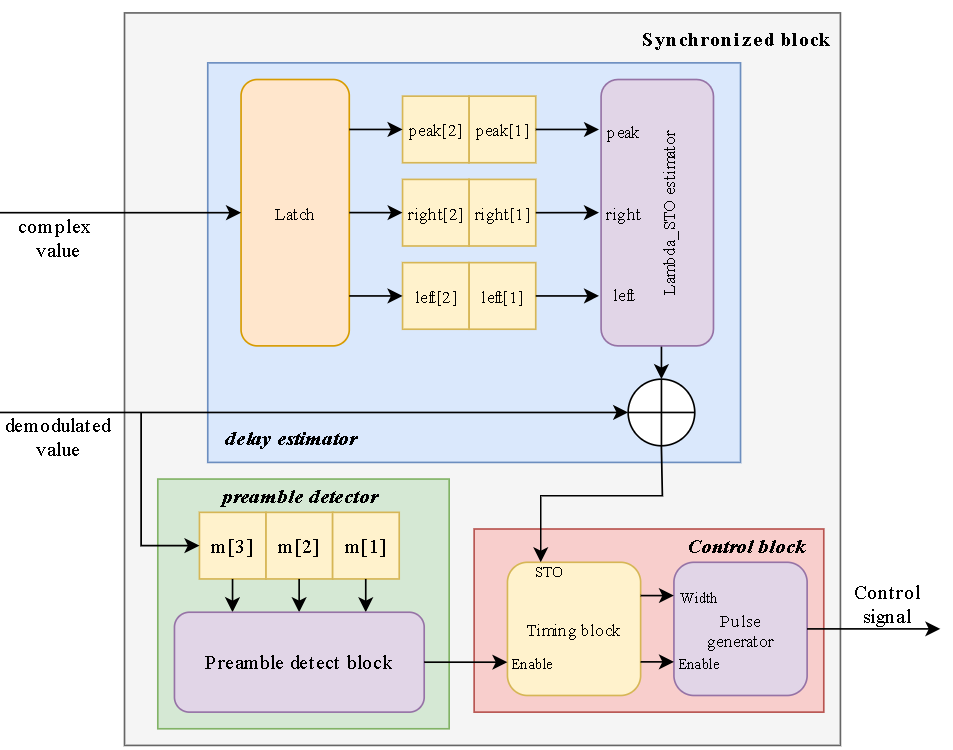 Synchronized block
peak[2]
peak[1]
peak
complex
value
Latch
right[2]
right[1]
right
Lambda_STO estimator
left[2]
left[1]
left
demodulated
value
delay estimator
preamble detector
m[3]
m[2]
m[1]
Preamble detect block
Control block
STO
Timing block
Enable
Width
Pulse
generator
Enable
Control
signal